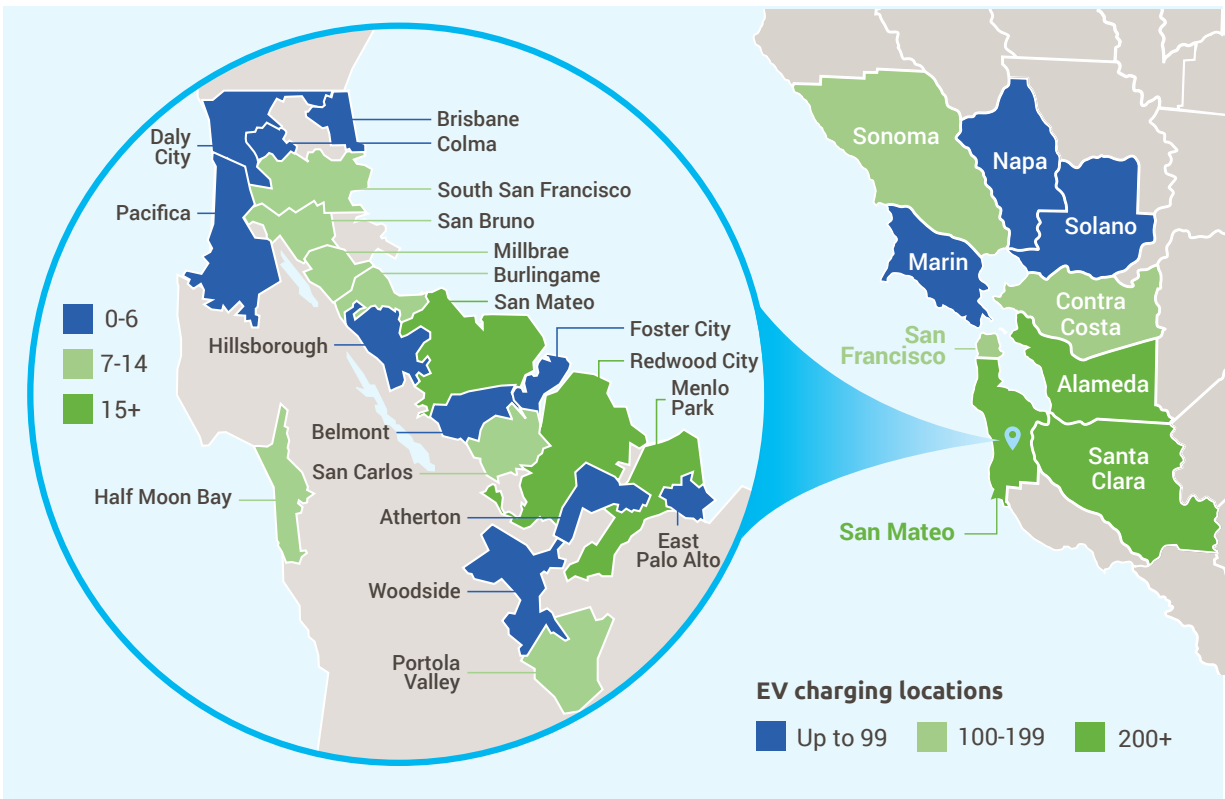 Brisbane
Colma
Daly
City
South San Francisco
Pacifica
San Bruno
Millbrae
Burlingame
San Mateo
0-6
7-14
15+
Hillsborough
Foster City
Redwood City
Menlo
Park
Belmont
San Carlos
Half Moon Bay
Atherton
East
Palo Alto
Woodside
Portola
Valley
Sonoma
Napa
Solano
Marin
Contra
Costa
San
Francisco
Alameda
Santa
Clara
San Mateo
EV charging locations
Up to 99
100-199
200+